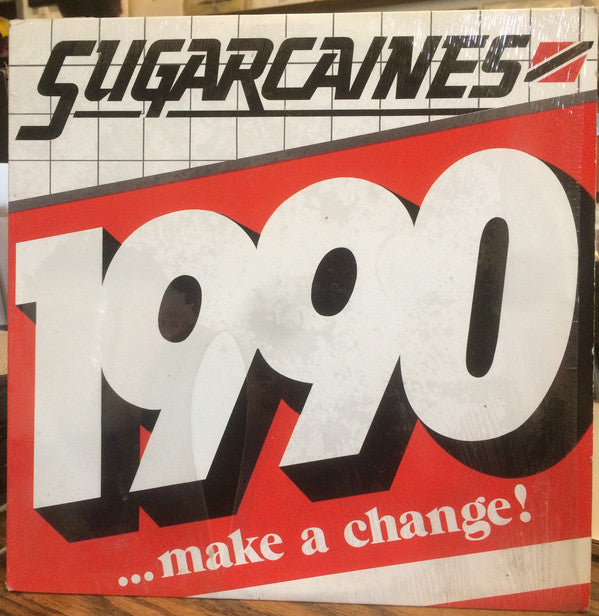 SUGARCAINES
1990
...make a change!